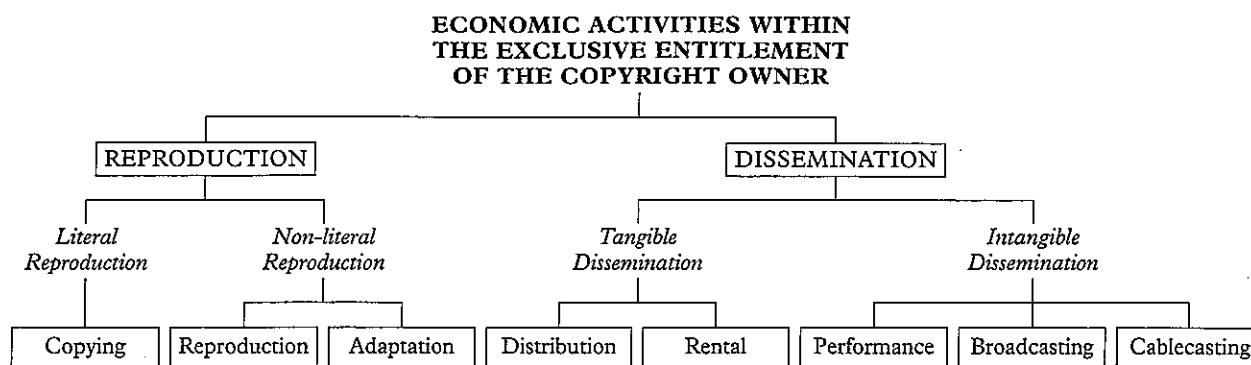 ECONOMIC ACTIVITIES WITHIN
THE EXCLUSIVE ENTITLEMENT
OF THE COPYRIGHT OWNER
REPRODUCTION
DISSEMINATION
Literal
Reproduction
Non-literal
Reproduction
Tangible
Dissemination
Intangible
Dissemination
Copying
Reproduction
Adaptation
Distribution
Rental
Performance
Broadcasting
Cablecasting